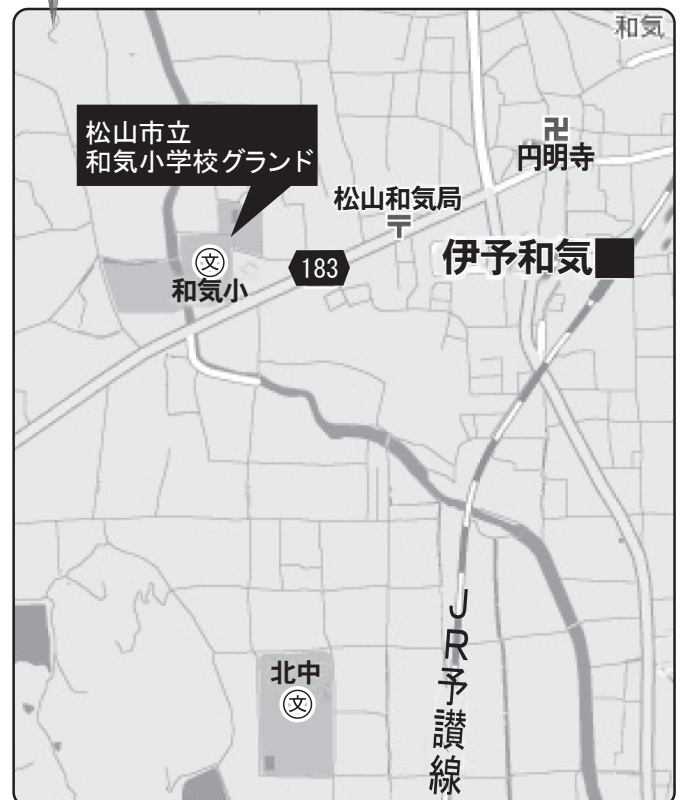 和気
松山市立
和気小学校グランド
卍
円明寺
松山和気局
〒
伊予和気
183
文
和気小
JR予讃線
北中
文